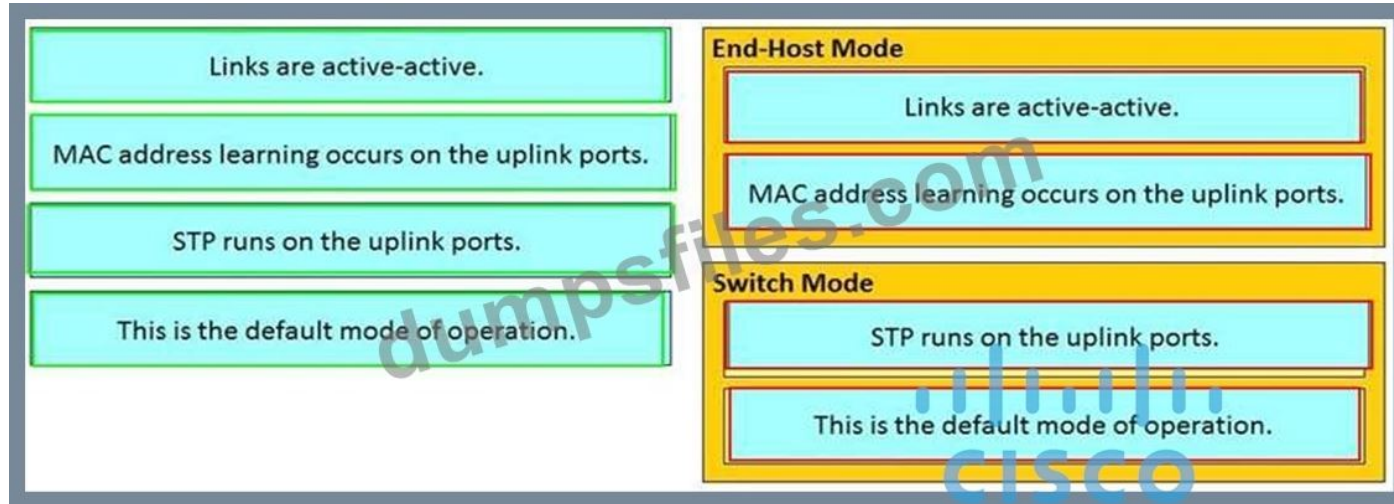 Links are active-active.
MAC address learning occurs on the uplink ports.
STP runs on the uplink ports.
This is the default mode of operation.
End-Host Mode
Links are active-active.
MAC address learning occurs on the uplink ports.
Switch Mode
STP runs on the uplink ports.
This is the default mode of operation.
dumpsfiles.com
CISCO